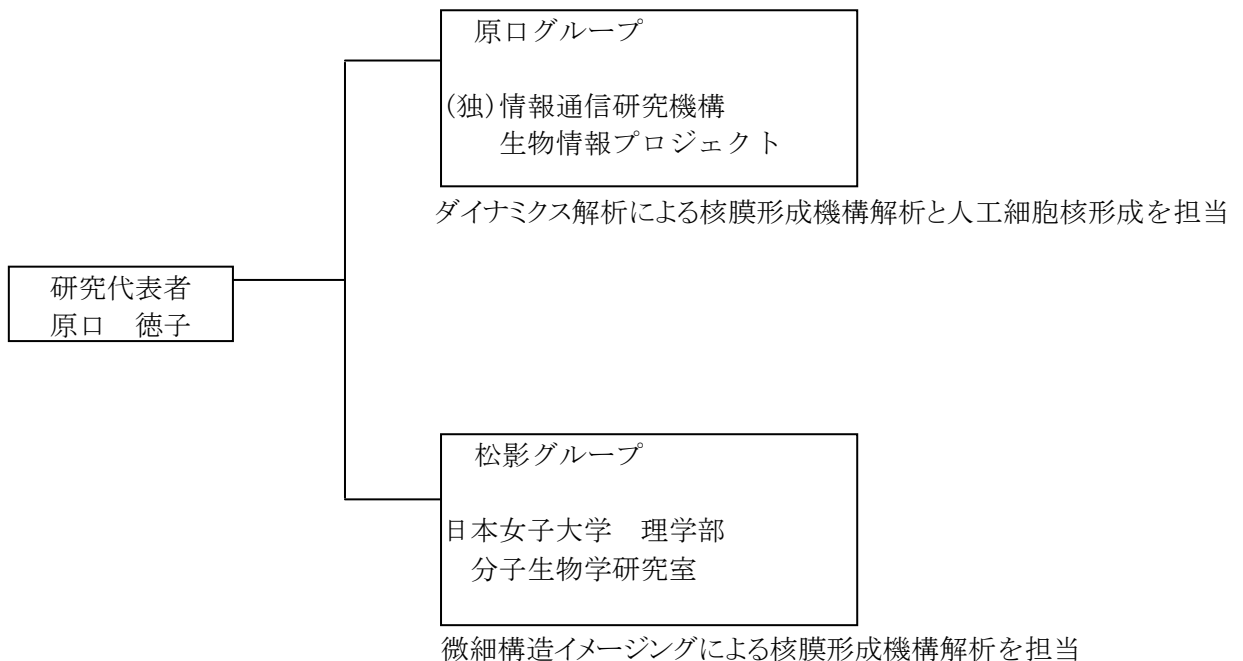 原口グループ
(独)情報通信研究機構
生物情報プロジェクト
ダイナミクス解析による核膜形成機構解析と人工細胞核形成を担当
研究代表者
原口　徳子
松影グループ
日本女子大学　理学部
分子生物学研究室
微細構造イメージングによる核膜形成機構解析を担当